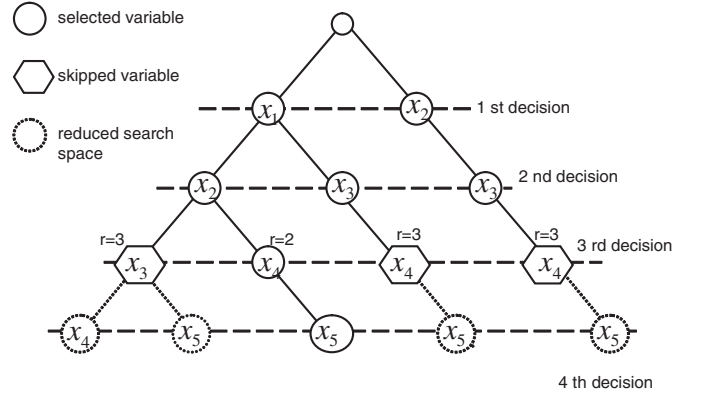 selected variable
skipped variable
reduced search
space
x1 x2 1 st decision
x2 x3 x3 2 nd decision
r=3 r=2 r=3 r=3
x3 x4 x4 x4 3 rd decision
x4 x5 x5 x5 x5
4 th decision